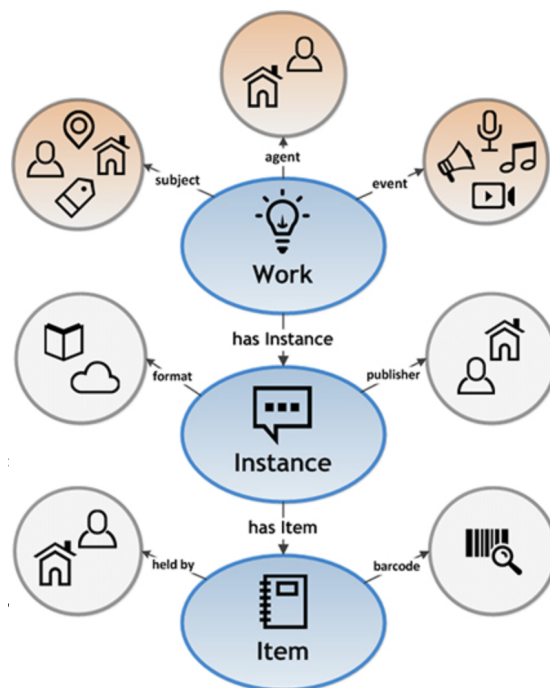 agent
subject
event
Work
has Instance
format
publisher
Instance
has Item
held by
barcode
Item